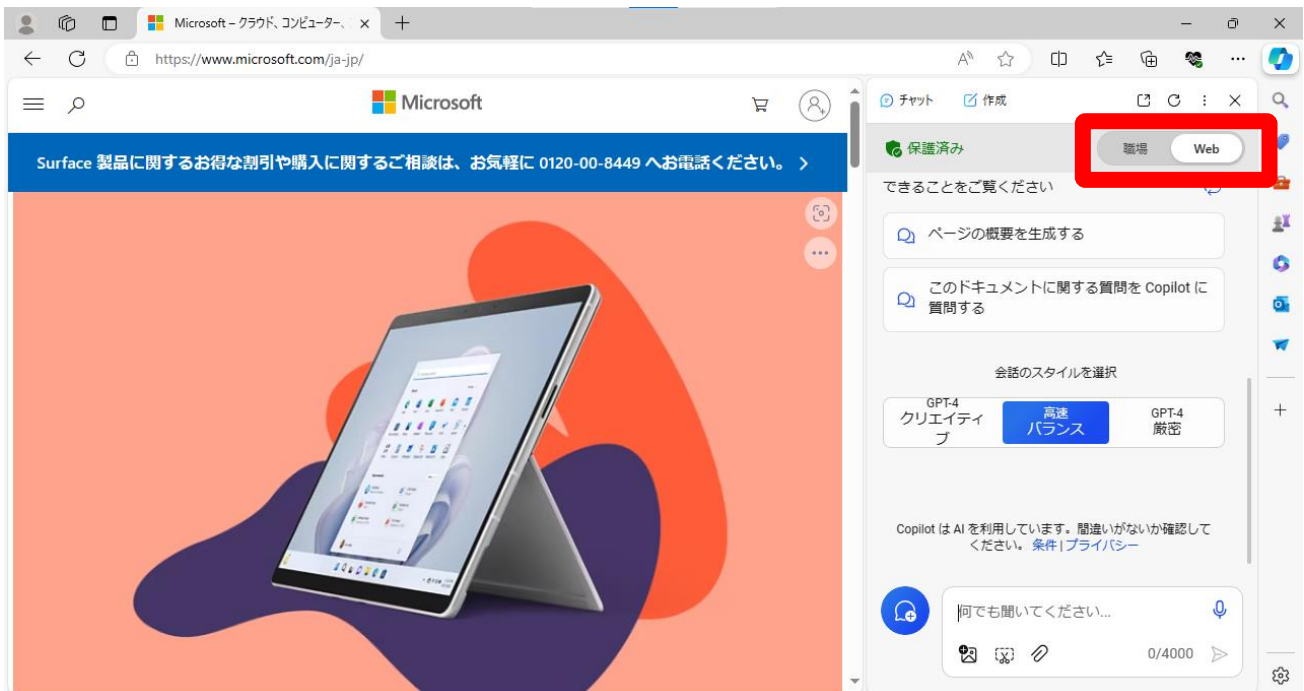 Microsoft – クラウド、コンピューター、
https://www.microsoft.com/ja-jp/
Microsoft
Surface 製品に関するお得な割引や購入に関するご相談は、お気軽に 0120-00-8449 へお電話ください。
チャット 作成
保護済み
職場 Web
できることをご覧ください
ページの概要を生成する
このドキュメントに関する質問を Copilot に
質問する
会話のスタイルを選択
GPT-4
クリエイティ
ブ
高速
バランス
GPT-4
厳密
Copilot は AI を利用しています。間違いがないか確認して
ください。 条件 | プライバシー
何でも聞いてください...
0/4000